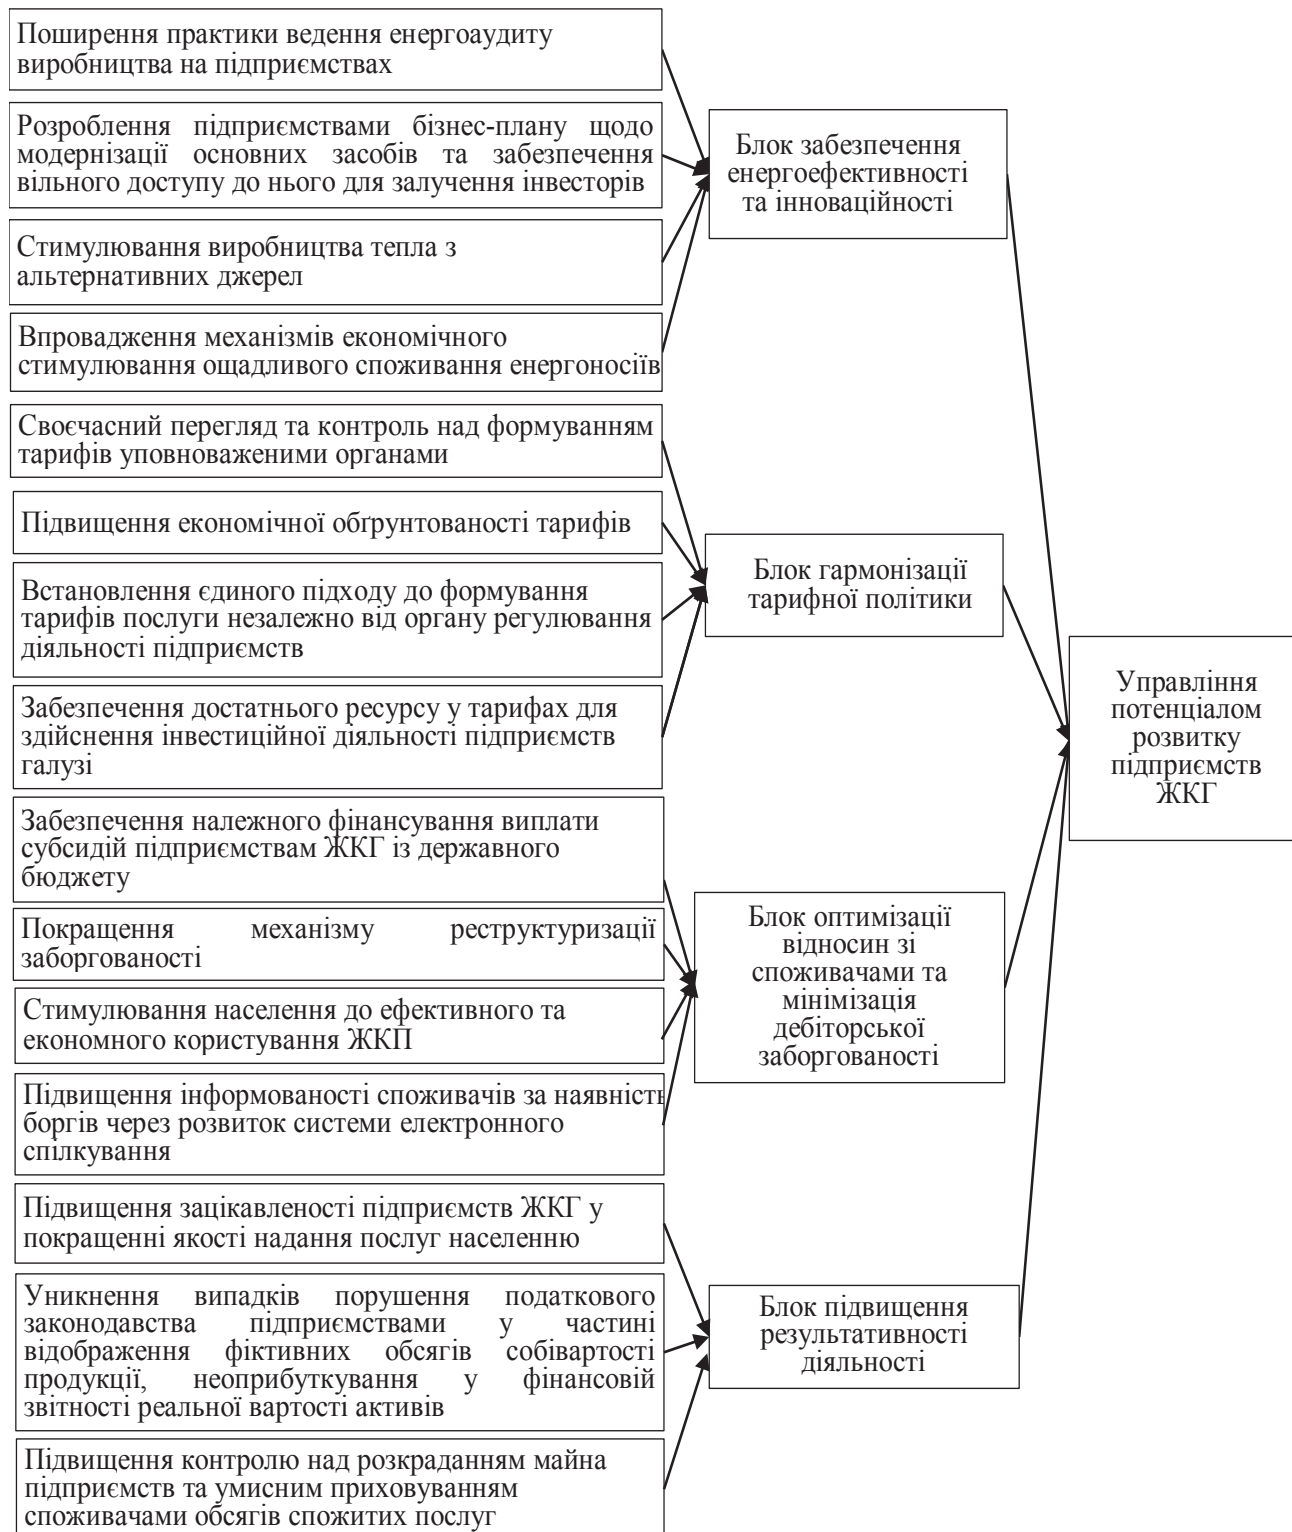 Поширення практики ведення енергоаудиту
виробництва на підприємствах
Розроблення підприємствами бізнес-плану щодо
модернізації основних засобів та забезпечення
вільного доступу до нього для залучення інвесторів
Стимулювання виробництва тепла з
альтернативних джерел
Впровадження механізмів економічного
стимулювання ощадливого споживання енергоносіїв
Блок забезпечення
енергоефективності
та інноваційності
Своєчасний перегляд та контроль над формуванням
тарифів уповноваженими органами
Підвищення економічної обґрунтованості тарифів
Встановлення єдиного підходу до формування
тарифів послуги незалежно від органу регулювання
діяльності підприємств
Забезпечення достатнього ресурсу у тарифах для
здійснення інвестиційної діяльності підприємств
галузі
Блок гармонізації
тарифної політики
Забезпечення належного фінансування виплати
субсидій підприємствам ЖКГ із державного
бюджету
Покращення механізму реструктуризації
заборгованості
Стимулювання населення до ефективного та
економного користування ЖКП
Підвищення інформованості споживачів за наявність
боргів через розвиток системи електронного
спілкування
Блок оптимізації
відносин зі
споживачами та
мінімізація
дебіторської
заборгованості
Підвищення зацікавленості підприємств ЖКГ у
покращенні якості надання послуг населенню
Уникнення випадків порушення податкового
законодавства підприємствами у частині
відображення фіктивних обсягів собівартості
продукції, неоприбуткування у фінансовій
звітності реальної вартості активів
Підвищення контролю над розкраданням майна
підприємств та умисним приховуванням
споживачами обсягів спожитих послуг
Блок підвищення
результативності
діяльності
Управління
потенціалом
розвитку
підприємств
ЖКГ